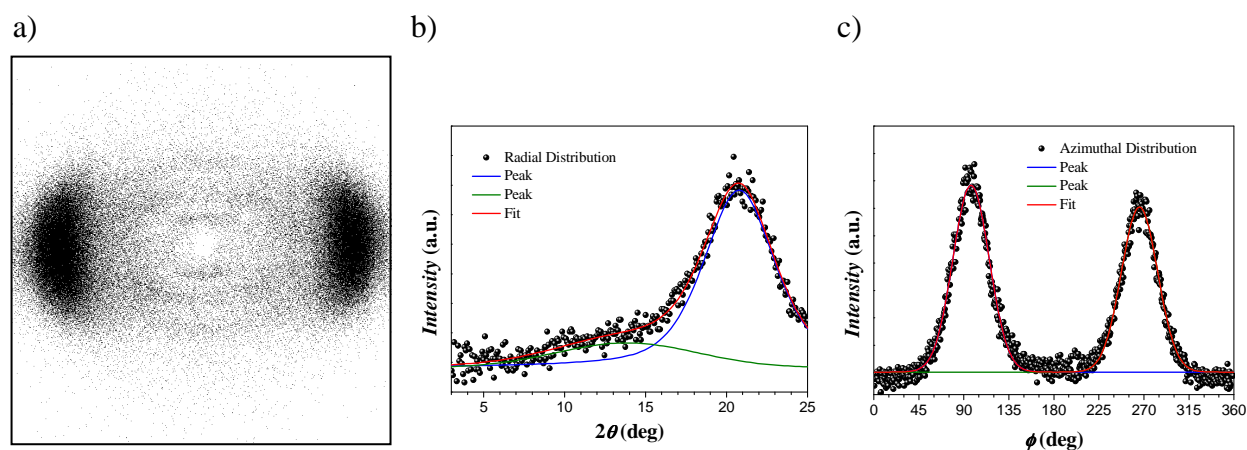 a)
b)
c)
Radial Distribution
Peak
Peak
Fit
Intensity (a.u.)
5 10 15 20 25
2θ (deg)
Azimuthal Distribution
Peak
Peak
Fit
Intensity (a.u.)
0 45 90 135 180 225 270 315 360
ϕ (deg)